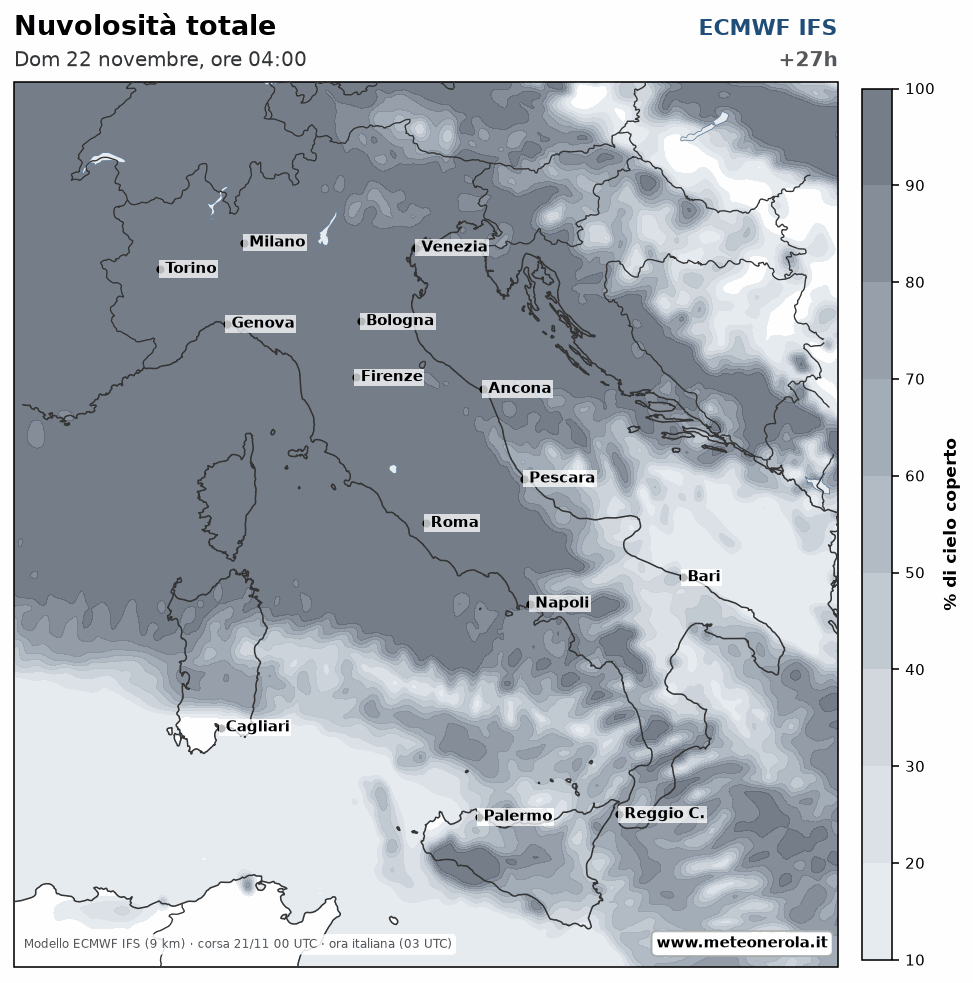 Nuvolosità totale
ECMWF IFS
Dom 22 novembre, ore 04:00
+27h
Milano
Venezia
Torino
Genova
Bologna
Firenze
Ancona
Pescara
Roma
Bari
Napoli
Cagliari
Palermo
Reggio C.
100
90
80
70
60
50
40
30
20
10
% di cielo coperto
Modello ECMWF IFS (9 km) · corsa 21/11 00 UTC · ora italiana (03 UTC)
www.meteonerola.it